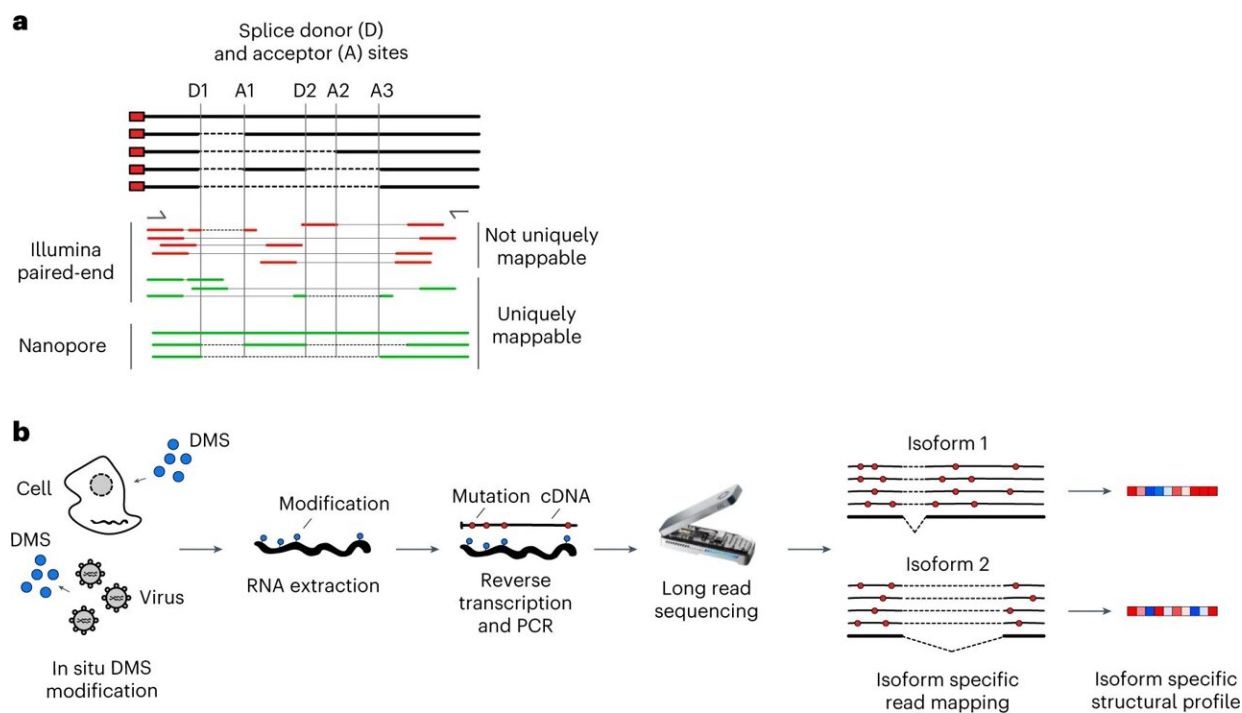 a
Splice donor (D)
and acceptor (A) sites
D1 A1 D2 A2 A3
Illumina
paired-end
Not uniquely
mappable
Uniquely
mappable
Nanopore
b
DMS
Cell
DMS
Virus
In situ DMS
modification
Modification
RNA extraction
Mutation cDNA
Reverse
transcription
and PCR
Long read
sequencing
Isoform 1
Isoform 2
Isoform specific
read mapping
Isoform specific
structural profile